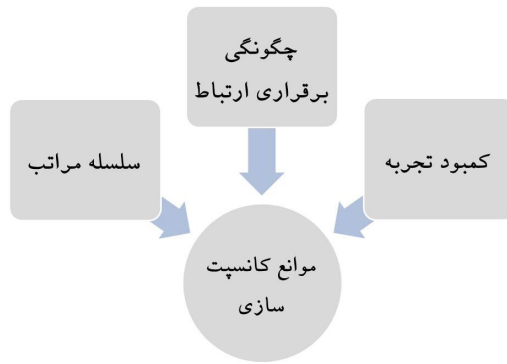 چگونگی
برقراری ارتباط
کمبود تجربه
سلسله مراتب
موانع کانسپت
سازی